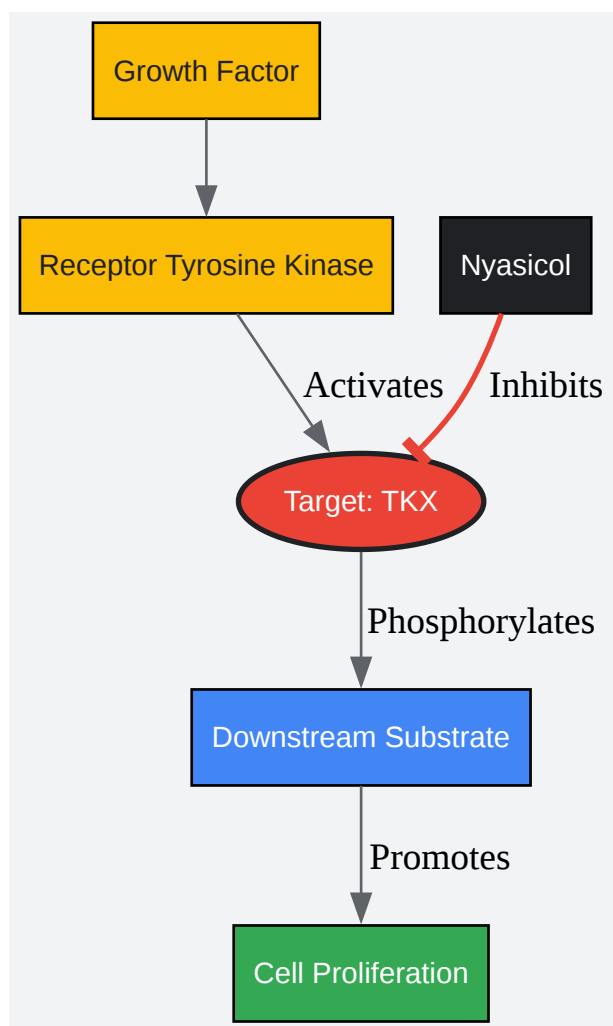 Growth Factor
Receptor Tyrosine Kinase
Nyasicol
Activates
Inhibits
Target: TKX
Phosphorylates
Downstream Substrate
Promotes
Cell Proliferation